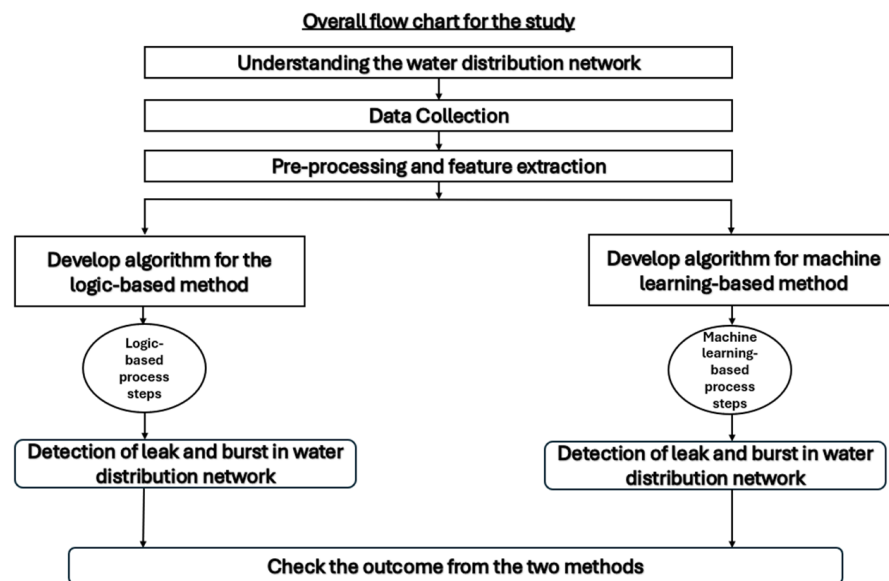 Overall flow chart for the study
Understanding the water distribution network
Data Collection
Pre-processing and feature extraction
Develop algorithm for the
logic-based method
Develop algorithm for machine
learning-based method
Logic-
based
process
steps
Machine
learning-
based
process
steps
Detection of leak and burst in water
distribution network
Detection of leak and burst in water
distribution network
Check the outcome from the two methods